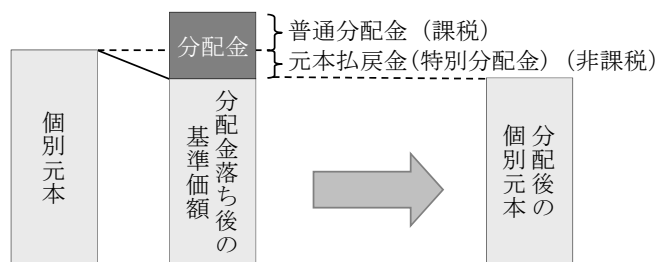 普通分配金（課税）
分配金
元本払戻金(特別分配金)（非課税）
個別元本
分配金落ち後の
基準価額
分配後の
個別元本